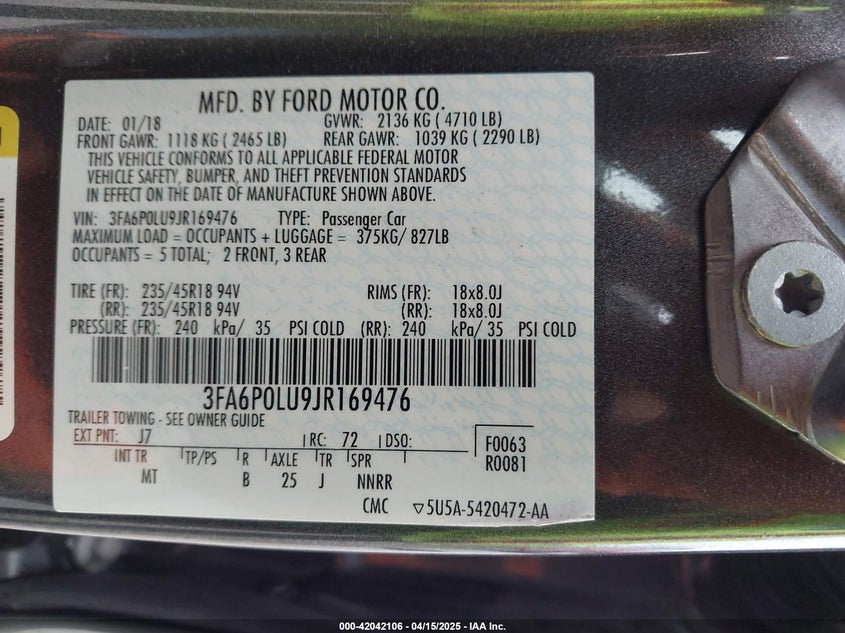 MFD. BY FORD MOTOR CO.
DATE: 01/18 GVWR: 2136 KG ( 4710 LB)
FRONT GAWR: 1118 KG ( 2465 LB) REAR GAWR: 1039 KG ( 2290 LB)
THIS VEHICLE CONFORMS TO ALL APPLICABLE FEDERAL MOTOR
VEHICLE SAFETY, BUMPER, AND THEFT PREVENTION STANDARDS
IN EFFECT ON THE DATE OF MANUFACTURE SHOWN ABOVE.
VIN: 3FA6P0LU9JR169476 TYPE: Passenger Car
MAXIMUM LOAD = OCCUPANTS + LUGGAGE = 375KG/ 827LB
OCCUPANTS = 5 TOTAL; 2 FRONT, 3 REAR
TIRE (FR): 235/45R18 94V RIMS (FR): 18x8.0J
(RR): 235/45R18 94V (RR): 18x8.0J
PRESSURE (FR): 240 kPa/ 35 PSI COLD (RR): 240 kPa/ 35 PSI COLD
3FA6P0LU9JR169476
TRAILER TOWING - SEE OWNER GUIDE
EXT PNT: J7 RC: 72 DSO: F0063
R0081
INT TR TP/PS R AXLE TR SPR
MT B 25 J NNRR
CMC ▽5U5A-5420472-AA
000-42042106 - 04/15/2025 - IAA Inc.